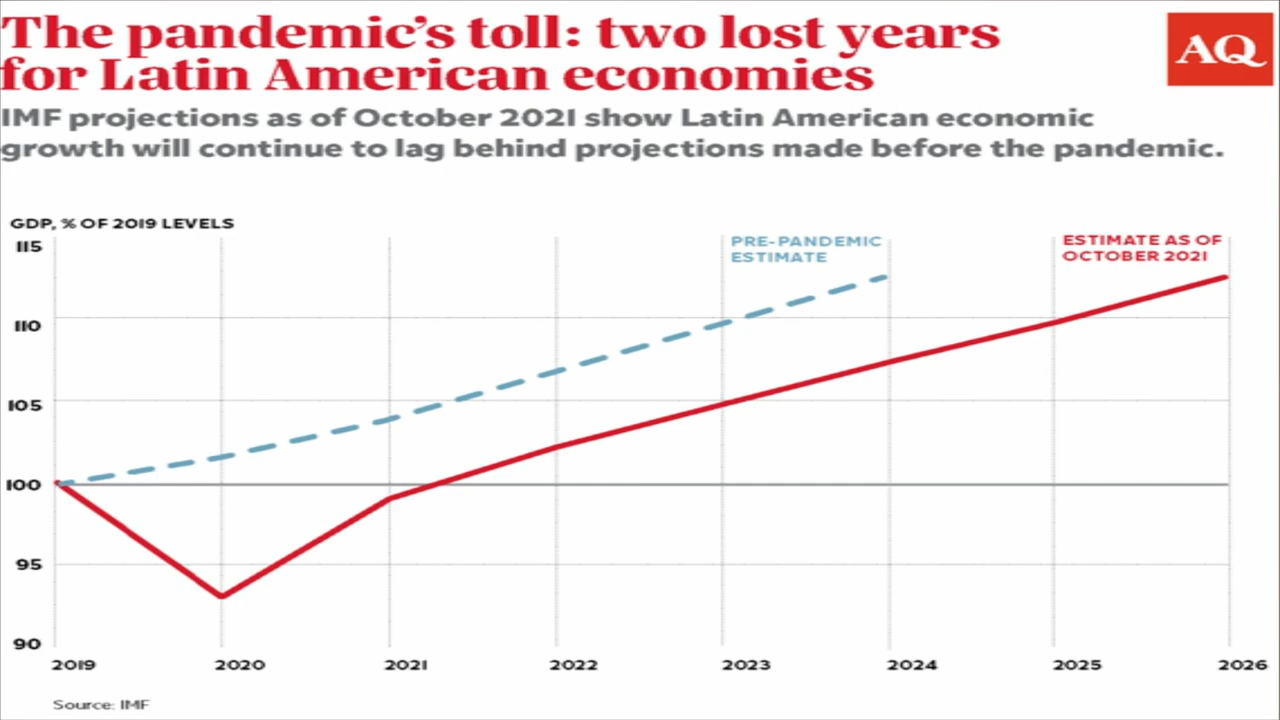 The pandemic's toll: two lost years
for Latin American economies
AQ
IMF projections as of October 2021 show Latin American economic
growth will continue to lag behind projections made before the pandemic.
GDP, % OF 2019 LEVELS
115
110
105
100
95
90
PRE-PANDEMIC
ESTIMATE
ESTIMATE AS OF
OCTOBER 2021
2019 2020 2021 2022 2023 2024 2025 2026
Source: IMF